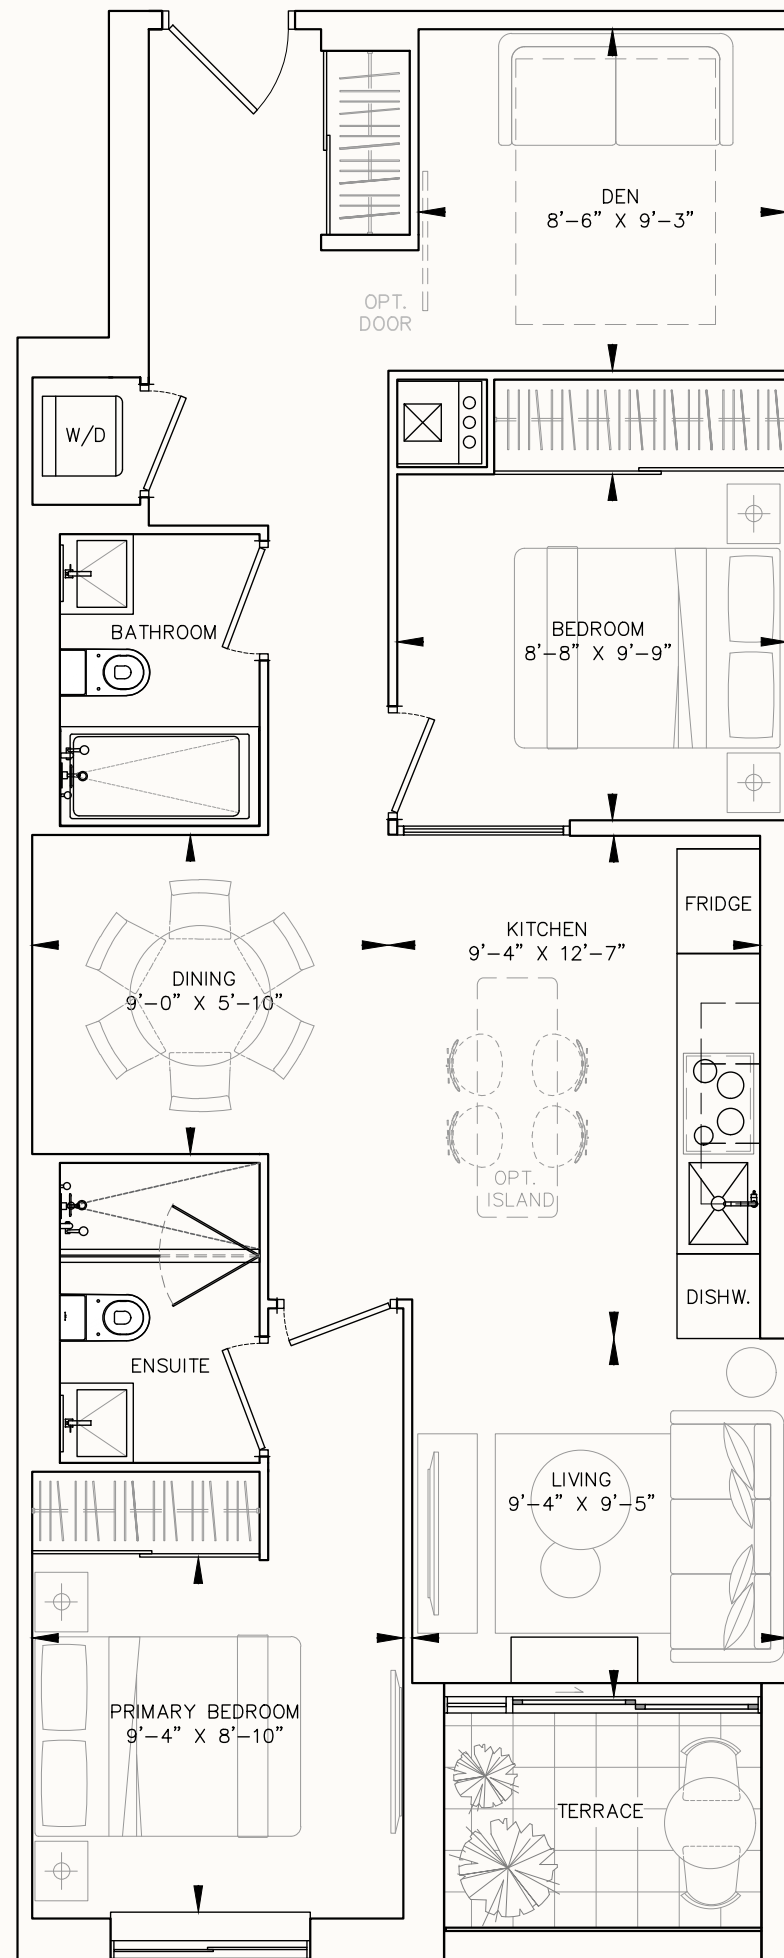 DEN
8'-6" X 9'-3"
OPT.
DOOR
W/D
BATHROOM
BEDROOM
8'-8" X 9'-9"
FRIDGE
KITCHEN
9'-4" X 12'-7"
DINING
9'-0" X 5'-10"
OPT.
ISLAND
DISHW.
ENSUITE
LIVING
9'-4" X 9'-5"
PRIMARY BEDROOM
9'-4" X 8'-10"
TERRACE